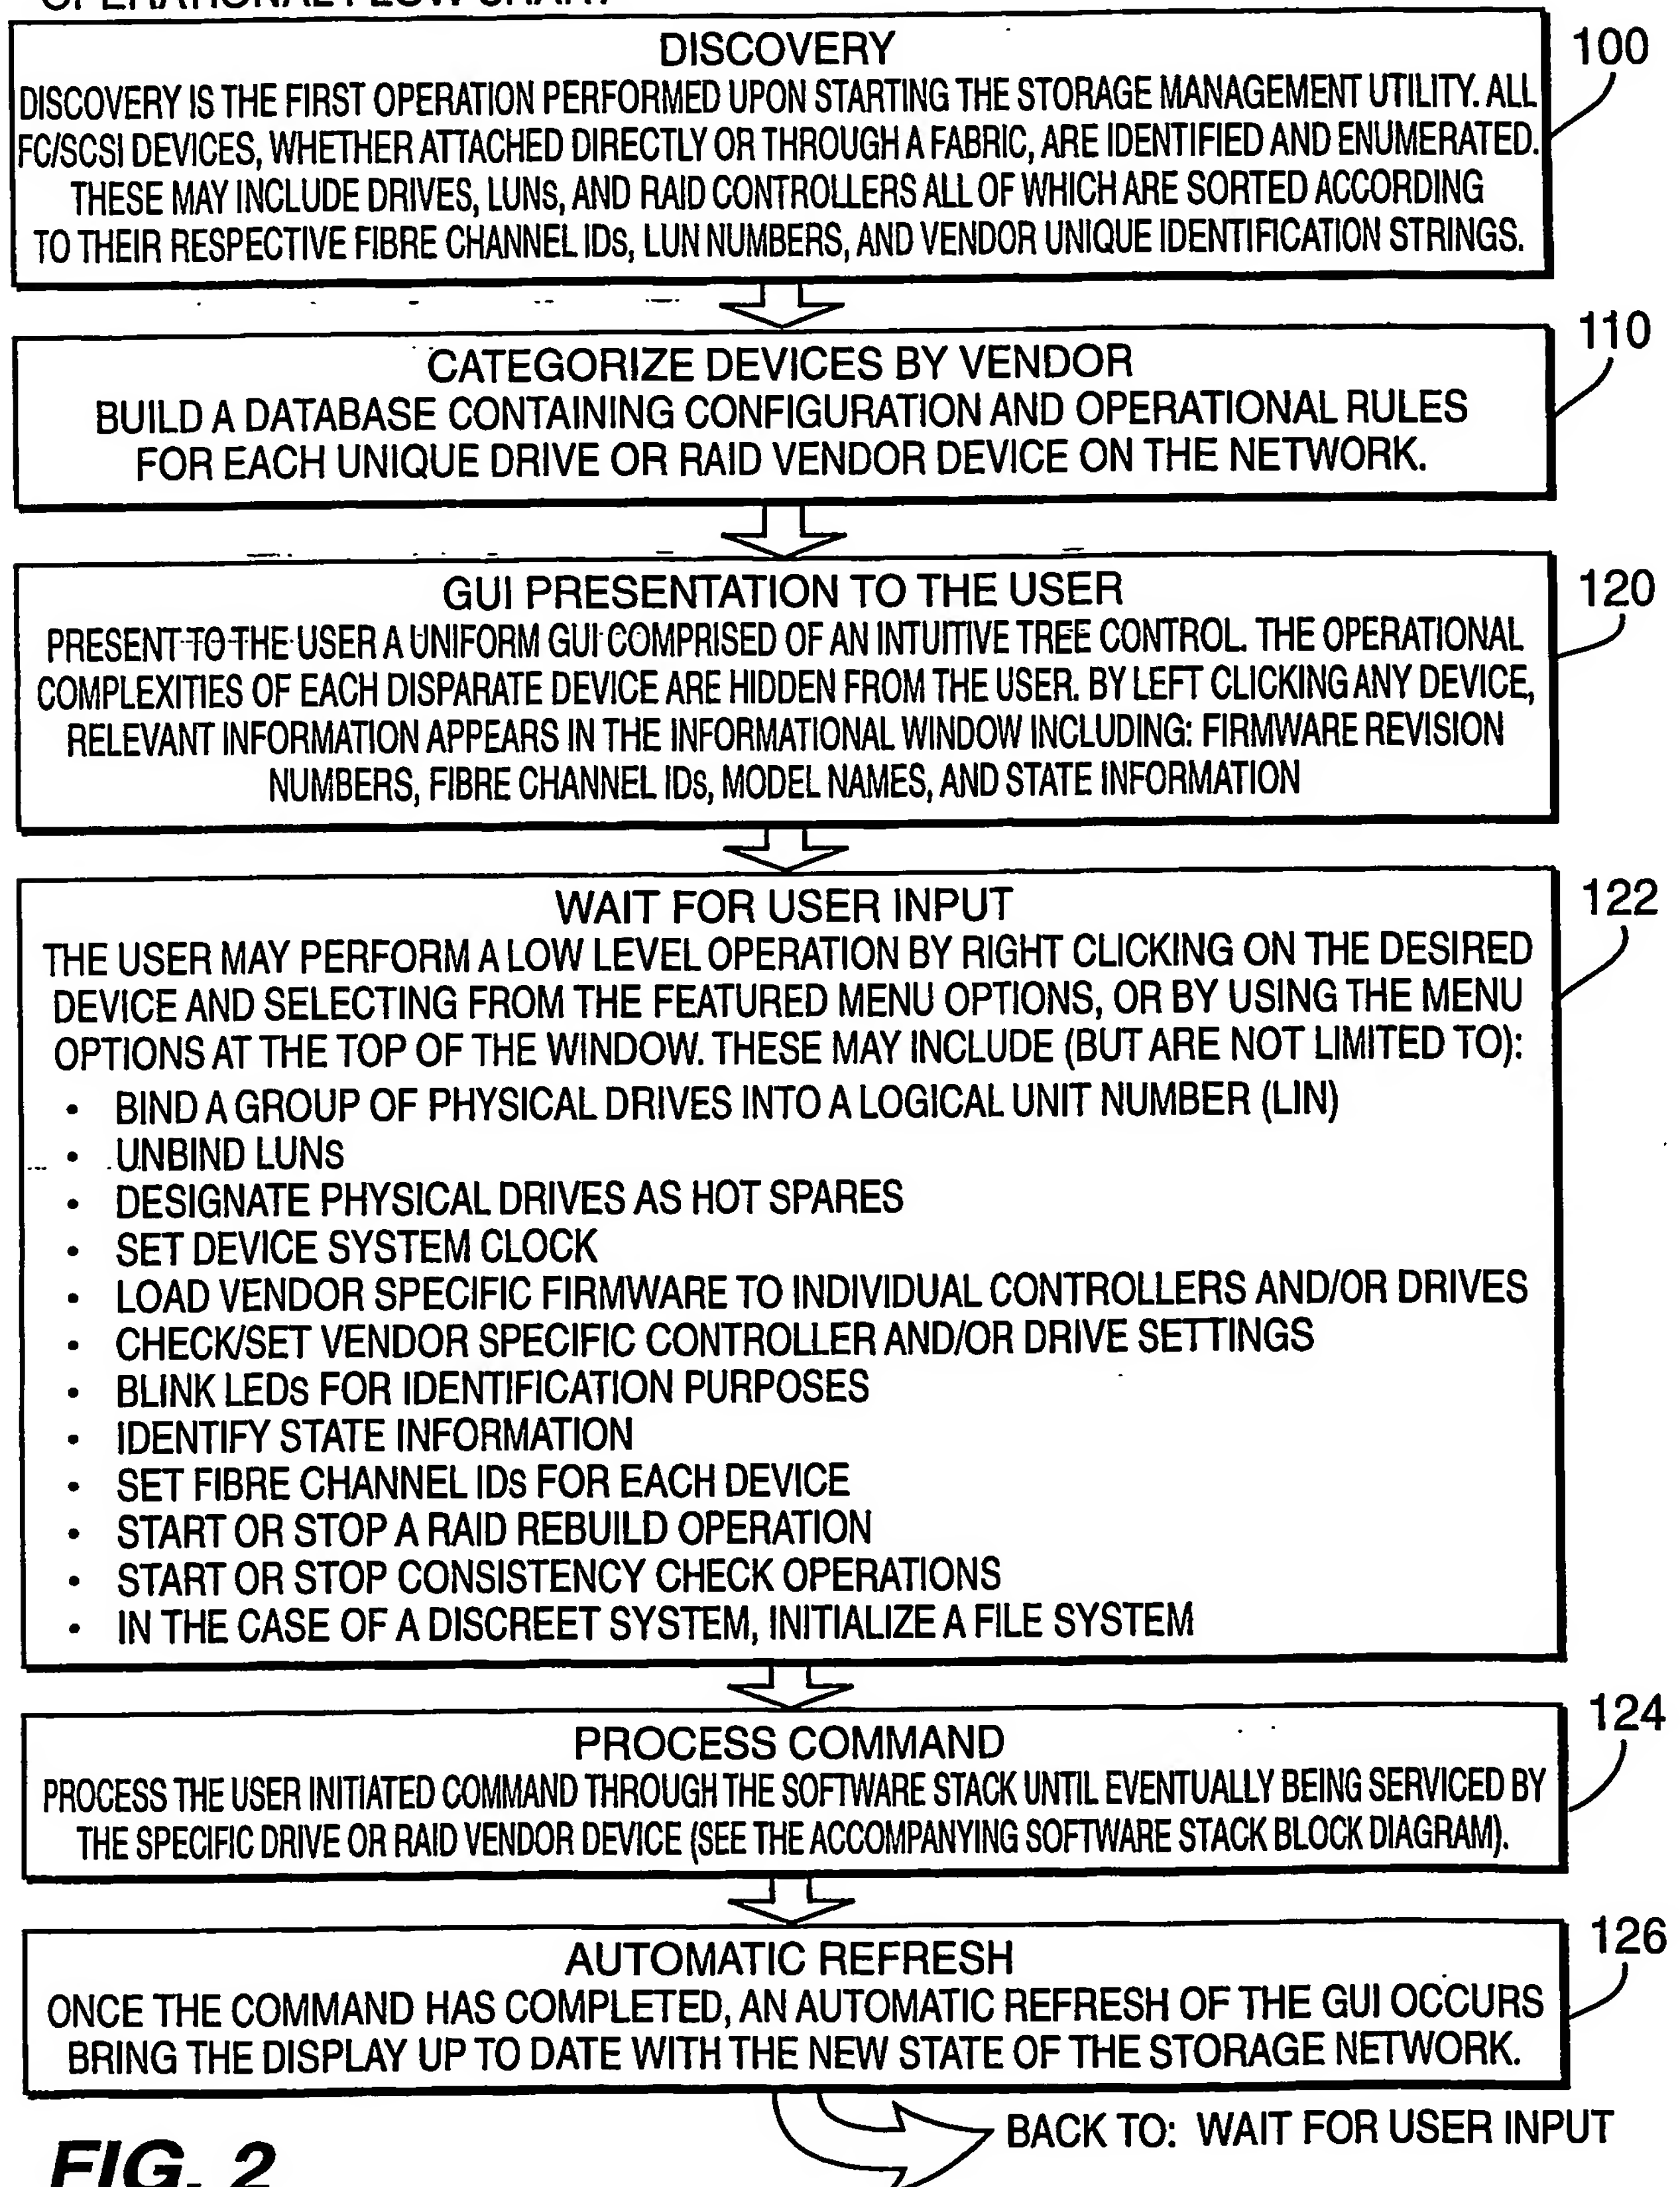 OPERATIONAL FLOW CHART
DISCOVERY
100
DISCOVERY IS THE FIRST OPERATION PERFORMED UPON STARTING THE STORAGE MANAGEMENT UTILITY. ALL
FC/SCSI DEVICES, WHETHER ATTACHED DIRECTLY OR THROUGH A FABRIC, ARE IDENTIFIED AND ENUMERATED.
THESE MAY INCLUDE DRIVES, LUNs, AND RAID CONTROLLERS ALL OF WHICH ARE SORTED ACCORDING
TO THEIR RESPECTIVE FIBRE CHANNEL IDs, LUN NUMBERS, AND VENDOR UNIQUE IDENTIFICATION STRINGS.
110
CATEGORIZE DEVICES BY VENDOR
BUILD A DATABASE CONTAINING CONFIGURATION AND OPERATIONAL RULES
FOR EACH UNIQUE DRIVE OR RAID VENDOR DEVICE ON THE NETWORK.
120
GUI PRESENTATION TO THE USER
PRESENT TO THE USER A UNIFORM GUI COMPRISED OF AN INTUITIVE TREE CONTROL. THE OPERATIONAL
COMPLEXITIES OF EACH DISPARATE DEVICE ARE HIDDEN FROM THE USER. BY LEFT CLICKING ANY DEVICE,
RELEVANT INFORMATION APPEARS IN THE INFORMATIONAL WINDOW INCLUDING: FIRMWARE REVISION
NUMBERS, FIBRE CHANNEL IDs, MODEL NAMES, AND STATE INFORMATION
122
WAIT FOR USER INPUT
THE USER MAY PERFORM A LOW LEVEL OPERATION BY RIGHT CLICKING ON THE DESIRED
DEVICE AND SELECTING FROM THE FEATURED MENU OPTIONS, OR BY USING THE MENU
OPTIONS AT THE TOP OF THE WINDOW. THESE MAY INCLUDE (BUT ARE NOT LIMITED TO):
• BIND A GROUP OF PHYSICAL DRIVES INTO A LOGICAL UNIT NUMBER (LIN)
• UNBIND LUNs
• DESIGNATE PHYSICAL DRIVES AS HOT SPARES
• SET DEVICE SYSTEM CLOCK
• LOAD VENDOR SPECIFIC FIRMWARE TO INDIVIDUAL CONTROLLERS AND/OR DRIVES
• CHECK/SET VENDOR SPECIFIC CONTROLLER AND/OR DRIVE SETTINGS
• BLINK LEDs FOR IDENTIFICATION PURPOSES
• IDENTIFY STATE INFORMATION
• SET FIBRE CHANNEL IDs FOR EACH DEVICE
• START OR STOP A RAID REBUILD OPERATION
• START OR STOP CONSISTENCY CHECK OPERATIONS
• IN THE CASE OF A DISCREET SYSTEM, INITIALIZE A FILE SYSTEM
124
PROCESS COMMAND
PROCESS THE USER INITIATED COMMAND THROUGH THE SOFTWARE STACK UNTIL EVENTUALLY BEING SERVICED BY
THE SPECIFIC DRIVE OR RAID VENDOR DEVICE (SEE THE ACCOMPANYING SOFTWARE STACK BLOCK DIAGRAM).
126
AUTOMATIC REFRESH
ONCE THE COMMAND HAS COMPLETED, AN AUTOMATIC REFRESH OF THE GUI OCCURS
BRING THE DISPLAY UP TO DATE WITH THE NEW STATE OF THE STORAGE NETWORK.
BACK TO: WAIT FOR USER INPUT
FIG. 2